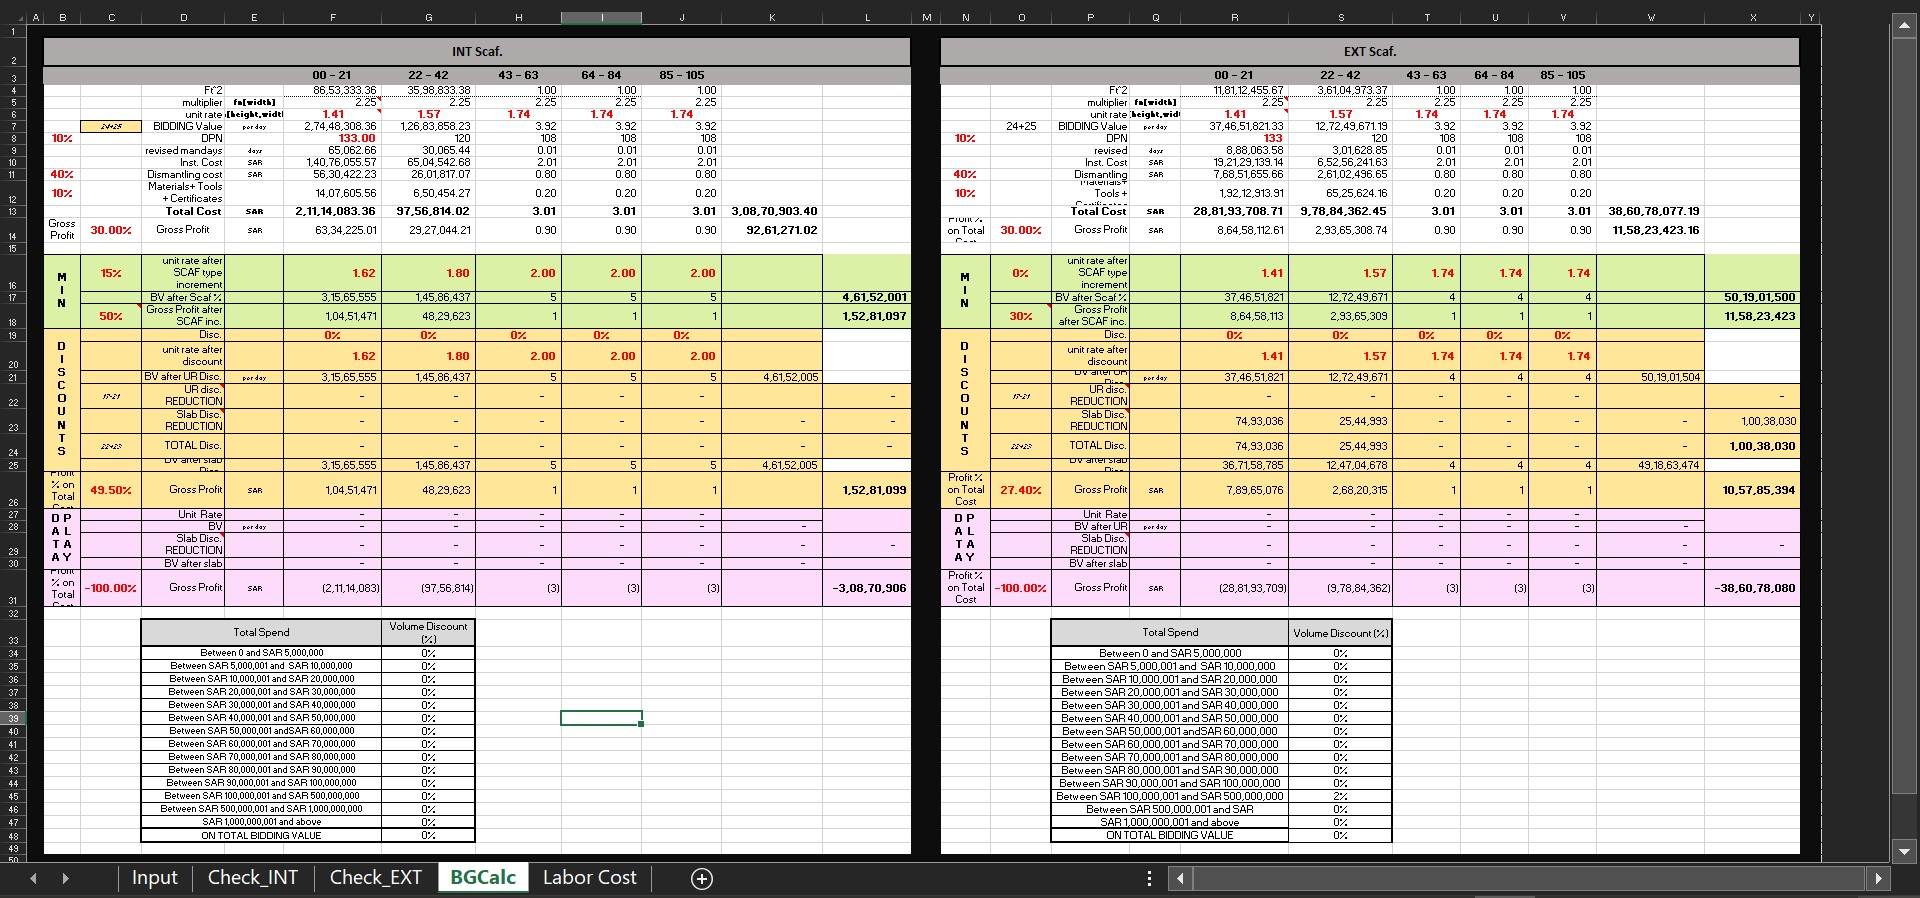 A B C D E F G H I J K L M N O P Q R S T U V W X Y
1
2 INT Scaf. EXT Scaf.
3 00 - 21 22 - 42 43 - 63 64 - 84 85 - 105 00 - 21 22 - 42 43 - 63 64 - 84 85 - 105
4 Ft^2 86,53,333.36 35,98,833.38 1.00 1.00 1.00 Ft^2 11,81,12,455.67 3,61,04,973.37 1.00 1.00 1.00
5 multiplier fn[width] 2.25 2.25 2.25 2.25 2.25 multiplier fn[width] 2.25 2.25 2.25 2.25 2.25
6 unit rate [height,widt 1.41 1.57 1.74 1.74 1.74 unit rate height,wid 1.41 1.57 1.74 1.74 1.74
7 24+25 BIDDING Value per day 2,74,48,308.36 1,26,83,858.23 3.92 3.92 3.92 24+25 BIDDING Value per day 37,46,51,821.33 12,72,49,671.19 3.92 3.92 3.92
8 10% DPN 133.00 120 108 108 108 10% DPN 133 120 108 108 108
9 revised mandays days 65,062.66 30,065.44 0.01 0.01 0.01 revised days 8,88,063.58 3,01,628.85 0.01 0.01 0.01
10 Inst. Cost SAR 1,40,76,055.57 65,04,542.68 2.01 2.01 2.01 Inst. Cost SAR 19,21,29,139.14 6,52,56,241.63 2.01 2.01 2.01
11 40% Dismantling cost SAR 56,30,422.23 26,01,817.07 0.80 0.80 0.80 40% Dismantling SAR 7,68,51,655.66 2,61,02,496.65 0.80 0.80 0.80
12 10% Materials+ Tools + Certificates 14,07,605.56 6,50,454.27 0.20 0.20 0.20 10% Materials+ Tools + 1,92,12,913.91 65,25,624.16 0.20 0.20 0.20
13 Total Cost SAR 2,11,14,083.36 97,56,814.02 3.01 3.01 3.01 3,08,70,903.40 Total Cost SAR 28,81,93,708.71 9,78,84,362.45 3.01 3.01 3.01 38,60,78,077.19
14 Gross Profit 30.00% Gross Profit SAR 63,34,225.01 29,27,044.21 0.90 0.90 0.90 92,61,271.02 Profit % on Total Cost 30.00% Gross Profit SAR 8,64,58,112.61 2,93,65,308.74 0.90 0.90 0.90 11,58,23,423.16
15
16 MIN 15% unit rate after SCAF type increment 1.62 1.80 2.00 2.00 2.00 MIN 0% unit rate after SCAF type increment 1.41 1.57 1.74 1.74 1.74
17 BV after Scaf % 3,15,65,555 1,45,86,437 5 5 5 4,61,52,001 BV after Scaf % 37,46,51,821 12,72,49,671 4 4 4 50,19,01,500
18 50% Gross Profit after SCAF inc. 1,04,51,471 48,29,623 1 1 1 1,52,81,097 30% Gross Profit after SCAF inc. 8,64,58,113 2,93,65,309 1 1 1 11,58,23,423
19 DISCOUNTS Disc. 0% 0% 0% 0% 0% DISCOUNTS Disc. 0% 0% 0% 0% 0%
20 unit rate after discount 1.62 1.80 2.00 2.00 2.00 unit rate after discount 1.41 1.57 1.74 1.74 1.74
21 BV after UR Disc. per day 3,15,65,555 1,45,86,437 5 5 5 4,61,52,005 BV after UR per day 37,46,51,821 12,72,49,671 4 4 4 50,19,01,504
22 17-21 UR disc. REDUCTION - - - - - - - 17-21 UR disc. REDUCTION - - - - - -
23 Slab Disc. REDUCTION - - - - - - - Slab Disc. REDUCTION 74,93,036 25,44,993 - - - - 1,00,38,030
24 22+23 TOTAL Disc. - - - - - - - 22+23 TOTAL Disc. 74,93,036 25,44,993 - - - - 1,00,38,030
25 BV after slab 3,15,65,555 1,45,86,437 5 5 5 4,61,52,005 BV after slab 36,71,58,785 12,47,04,678 4 4 4 49,18,63,474
26 Profit % on Total Cost 49.50% Gross Profit SAR 1,04,51,471 48,29,623 1 1 1 1,52,81,099 Profit % on Total Cost 27.40% Gross Profit SAR 7,89,65,076 2,68,20,315 1 1 1 10,57,85,394
27 DATA PLAY Unit Rate - - - - - DATA PLAY Unit Rate - - - - -
28 BV per day - - - - - - BV after UR per day - - - - - -
29 Slab Disc. REDUCTION - - - - - - - Slab Disc. REDUCTION - - - - - -
30 BV after slab - - - - - - BV after slab - - - - - -
31 Profit % on Total Cost -100.00% Gross Profit SAR (2,11,14,083) (97,56,814) (3) (3) (3) -3,08,70,906 Profit % on Total Cost -100.00% Gross Profit SAR (28,81,93,709) (9,78,84,362) (3) (3) (3) -38,60,78,080
32
33 Total Spend Volume Discount (%) Total Spend Volume Discount (%)
34 Between 0 and SAR 5,000,000 0% Between 0 and SAR 5,000,000 0%
35 Between SAR 5,000,001 and SAR 10,000,000 0% Between SAR 5,000,001 and SAR 10,000,000 0%
36 Between SAR 10,000,001 and SAR 20,000,000 0% Between SAR 10,000,001 and SAR 20,000,000 0%
37 Between SAR 20,000,001 and SAR 30,000,000 0% Between SAR 20,000,001 and SAR 30,000,000 0%
38 Between SAR 30,000,001 and SAR 40,000,000 0% Between SAR 30,000,001 and SAR 40,000,000 0%
39 Between SAR 40,000,001 and SAR 50,000,000 0% Between SAR 40,000,001 and SAR 50,000,000 0%
40 Between SAR 50,000,001 andSAR 60,000,000 0% Between SAR 50,000,001 andSAR 60,000,000 0%
41 Between SAR 60,000,001 and SAR 70,000,000 0% Between SAR 60,000,001 and SAR 70,000,000 0%
42 Between SAR 70,000,001 and SAR 80,000,000 0% Between SAR 70,000,001 and SAR 80,000,000 0%
43 Between SAR 80,000,001 and SAR 90,000,000 0% Between SAR 80,000,001 and SAR 90,000,000 0%
44 Between SAR 90,000,001 and SAR 100,000,000 0% Between SAR 90,000,001 and SAR 100,000,000 0%
45 Between SAR 100,000,001 and SAR 500,000,000 0% Between SAR 100,000,001 and SAR 500,000,000 2%
46 Between SAR 500,000,001 and SAR 1,000,000,000 0% Between SAR 500,000,001 and SAR 0%
47 SAR 1,000,000,001 and above 0% SAR 1,000,000,001 and above 0%
48 ON TOTAL BIDDING VALUE 0% ON TOTAL BIDDING VALUE 0%
49
50
Input Check_INT Check_EXT BGCalc Labor Cost